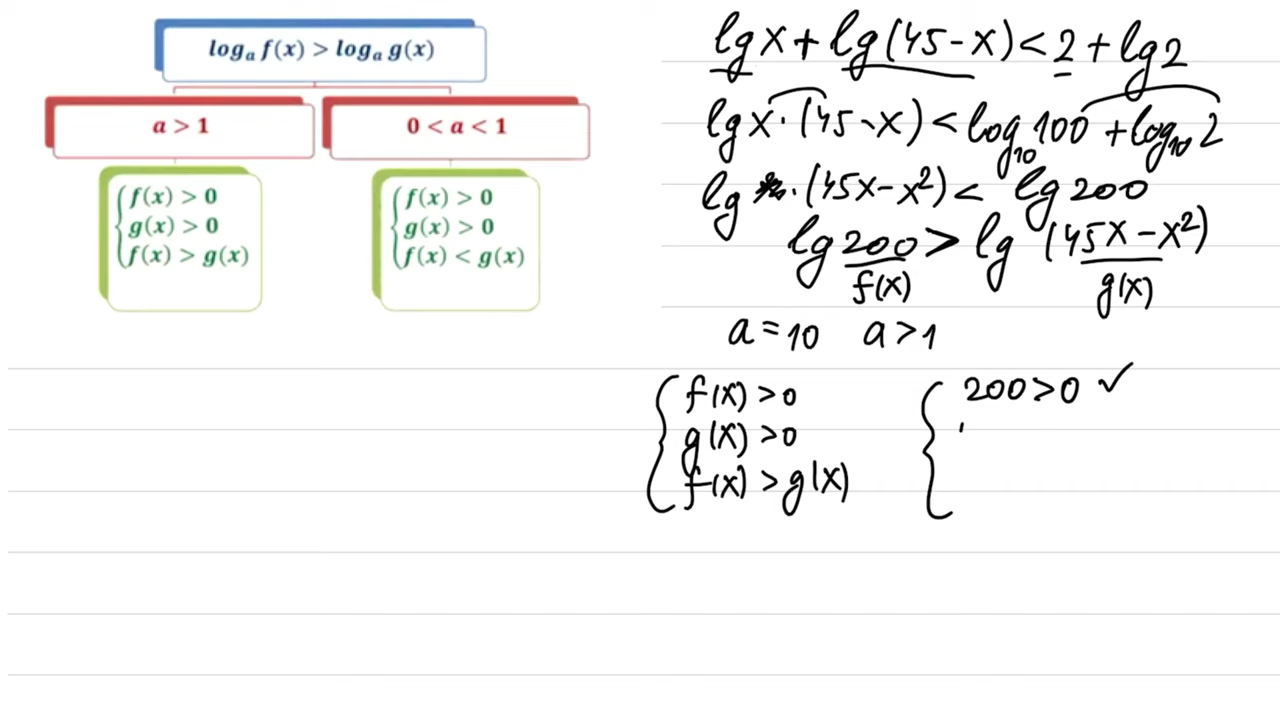 logₐ f(x) > logₐ g(x)
a > 1
0 < a < 1
{ f(x) > 0
g(x) > 0
f(x) > g(x)
{ f(x) > 0
g(x) > 0
f(x) < g(x)
lg x + lg (45 - x) < 2 + lg 2
lg x · (45 - x) < log₁₀ 100 + log₁₀ 2
lg · (45x - x²) < lg 200
lg 200 > lg (45x - x²)
f(x) g(x)
a = 10 a > 1
{ f(x) > 0
g(x) > 0
f(x) > g(x)
{ 200 > 0 ✓